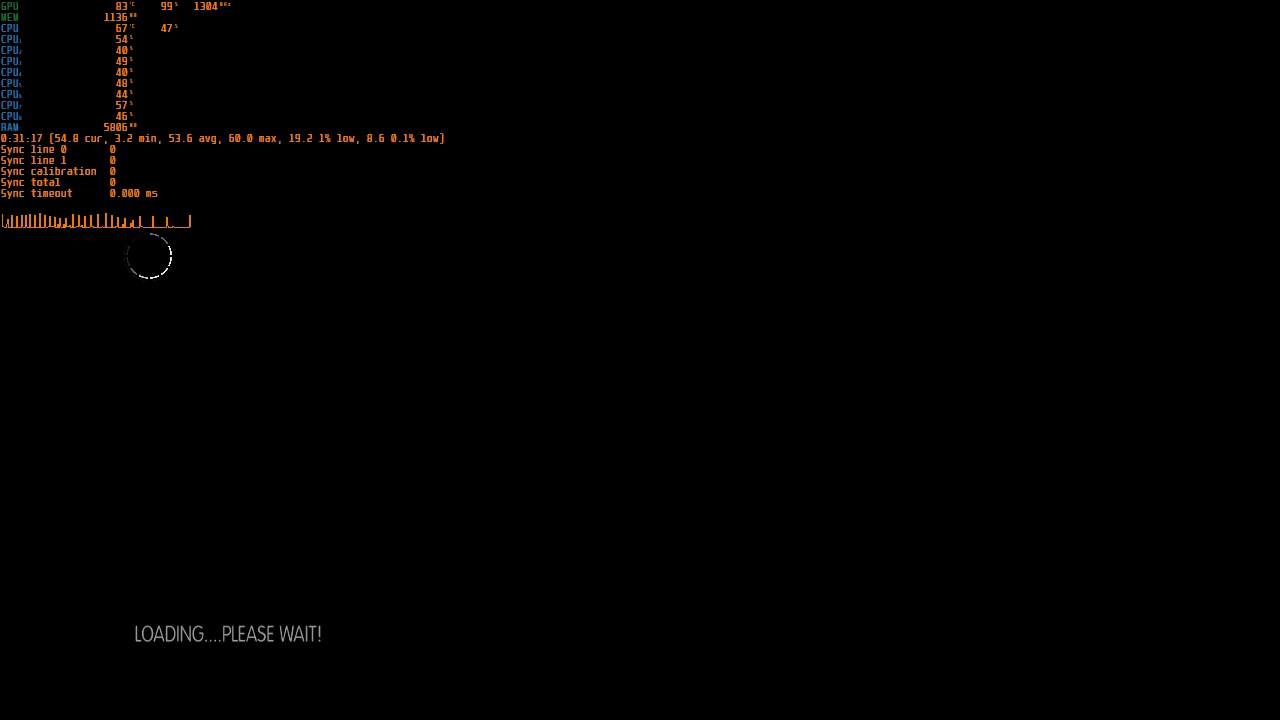 GPU 83°C 99% 1304MHz
MEM 1136MB
CPU 67°C 47%
CPU1 54%
CPU2 40%
CPU3 49%
CPU4 40%
CPU5 48%
CPU6 44%
CPU7 57%
CPU8 46%
RAM 5806MB
0:31:17 [54.8 cur, 3.2 min, 53.6 avg, 60.0 max, 19.2 1% low, 8.6 0.1% low]
Sync line 0 0
Sync line 1 0
Sync calibration 0
Sync total 0
Sync timeout 0.000 ms
LOADING....PLEASE WAIT!